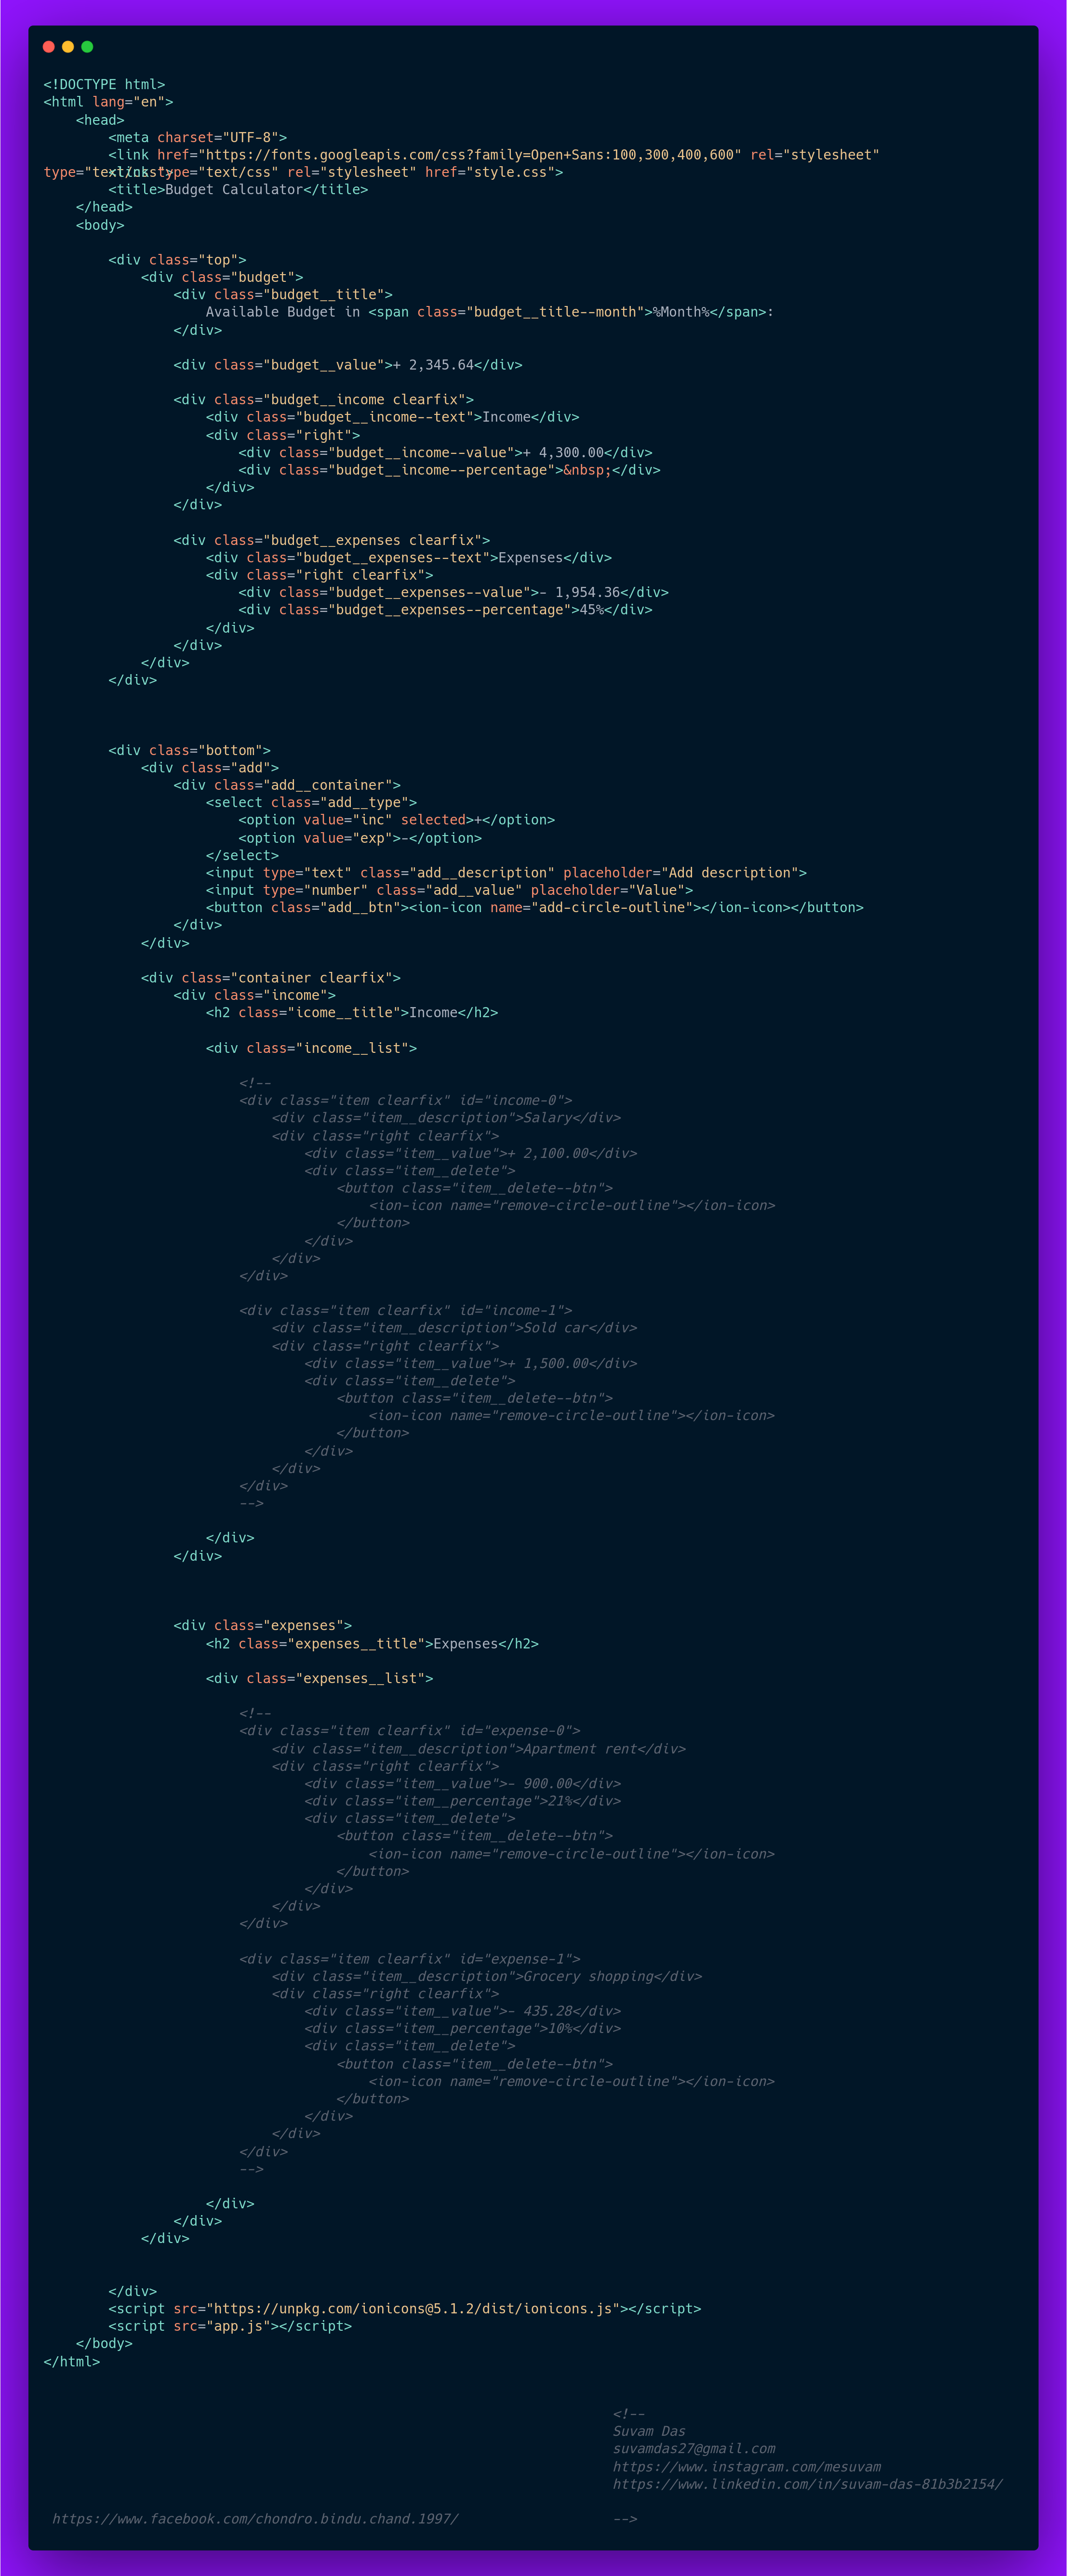 <!DOCTYPE html>
<html lang="en">
    <head>
        <meta charset="UTF-8">
        <link href="https://fonts.googleapis.com/css?family=Open+Sans:100,300,400,600" rel="stylesheet"
type="text/css">
        <link type="text/css" rel="stylesheet" href="style.css">
        <title>Budget Calculator</title>
    </head>
    <body>

        <div class="top">
            <div class="budget">
                <div class="budget__title">
                    Available Budget in <span class="budget__title--month">%Month%</span>:
                </div>

                <div class="budget__value">+ 2,345.64</div>

                <div class="budget__income clearfix">
                    <div class="budget__income--text">Income</div>
                    <div class="right">
                        <div class="budget__income--value">+ 4,300.00</div>
                        <div class="budget__income--percentage">&nbsp;</div>
                    </div>
                </div>

                <div class="budget__expenses clearfix">
                    <div class="budget__expenses--text">Expenses</div>
                    <div class="right clearfix">
                        <div class="budget__expenses--value">- 1,954.36</div>
                        <div class="budget__expenses--percentage">45%</div>
                    </div>
                </div>
            </div>
        </div>

        <div class="bottom">
            <div class="add">
                <div class="add__container">
                    <select class="add__type">
                        <option value="inc" selected>+</option>
                        <option value="exp">-</option>
                    </select>
                    <input type="text" class="add__description" placeholder="Add description">
                    <input type="number" class="add__value" placeholder="Value">
                    <button class="add__btn"><ion-icon name="add-circle-outline"></ion-icon></button>
                </div>
            </div>

            <div class="container clearfix">
                <div class="income">
                    <h2 class="icome__title">Income</h2>

                    <div class="income__list">

                        <!--
                        <div class="item clearfix" id="income-0">
                            <div class="item__description">Salary</div>
                            <div class="right clearfix">
                                <div class="item__value">+ 2,100.00</div>
                                <div class="item__delete">
                                    <button class="item__delete--btn">
                                        <ion-icon name="remove-circle-outline"></ion-icon>
                                    </button>
                                </div>
                            </div>
                        </div>

                        <div class="item clearfix" id="income-1">
                            <div class="item__description">Sold car</div>
                            <div class="right clearfix">
                                <div class="item__value">+ 1,500.00</div>
                                <div class="item__delete">
                                    <button class="item__delete--btn">
                                        <ion-icon name="remove-circle-outline"></ion-icon>
                                    </button>
                                </div>
                            </div>
                        </div>
                        -->

                    </div>
                </div>

                <div class="expenses">
                    <h2 class="expenses__title">Expenses</h2>

                    <div class="expenses__list">

                        <!--
                        <div class="item clearfix" id="expense-0">
                            <div class="item__description">Apartment rent</div>
                            <div class="right clearfix">
                                <div class="item__value">- 900.00</div>
                                <div class="item__percentage">21%</div>
                                <div class="item__delete">
                                    <button class="item__delete--btn">
                                        <ion-icon name="remove-circle-outline"></ion-icon>
                                    </button>
                                </div>
                            </div>
                        </div>

                        <div class="item clearfix" id="expense-1">
                            <div class="item__description">Grocery shopping</div>
                            <div class="right clearfix">
                                <div class="item__value">- 435.28</div>
                                <div class="item__percentage">10%</div>
                                <div class="item__delete">
                                    <button class="item__delete--btn">
                                        <ion-icon name="remove-circle-outline"></ion-icon>
                                    </button>
                                </div>
                            </div>
                        </div>
                        -->

                    </div>
                </div>
            </div>

        </div>
        <script src="https://unpkg.com/ionicons@5.1.2/dist/ionicons.js"></script>
        <script src="app.js"></script>
    </body>
</html>

<!--
Suvam Das
suvamdas27@gmail.com
https://www.instagram.com/mesuvam
https://www.linkedin.com/in/suvam-das-81b3b2154/
https://www.facebook.com/chondro.bindu.chand.1997/
-->